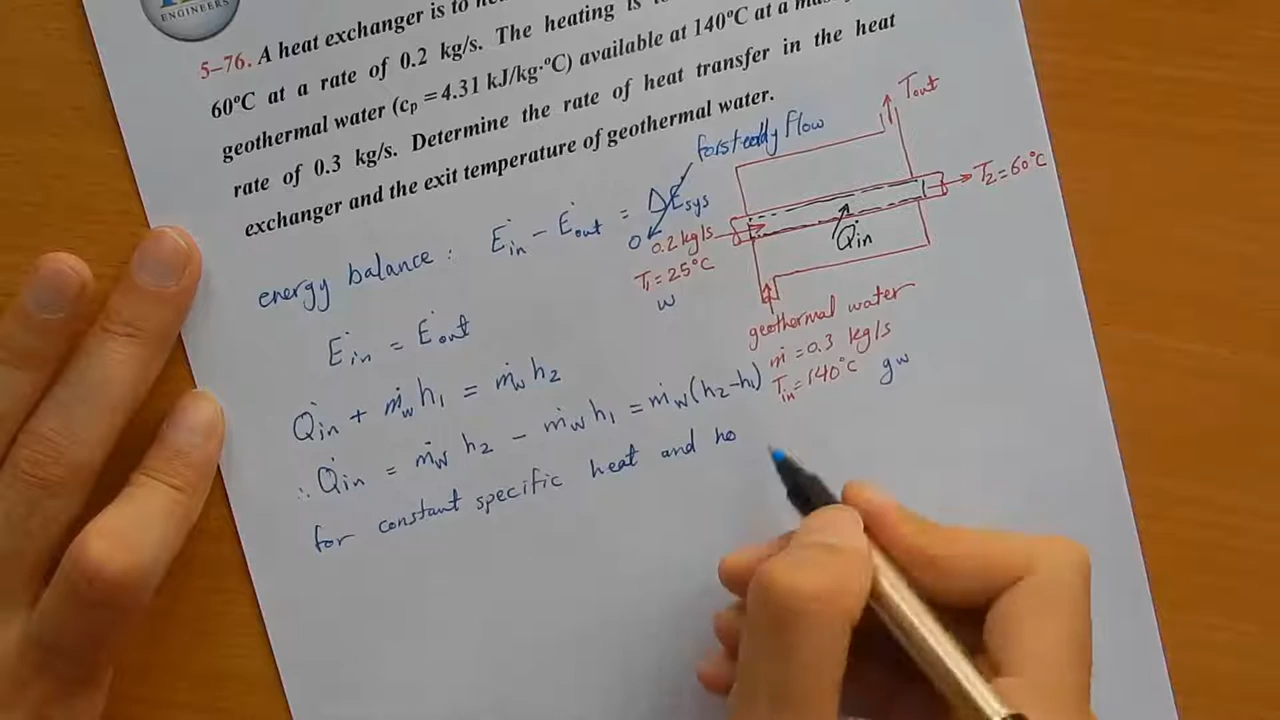 ENGINEERS
5–76. A heat exchanger is to
60ºC at a rate of 0.2 kg/s. The heating is
geothermal water (cp = 4.31 kJ/kg·ºC) available at 140ºC at a
rate of 0.3 kg/s. Determine the rate of heat transfer in the heat
exchanger and the exit temperature of geothermal water.
Tout
for steady flow
T2 = 60°C
energy balance : Ėin − Ėout = ΔĖsys
0
0.2 kg/s
Q̇in
T1 = 25°C
w
geothermal water
ṁ = 0.3 kg/s
Tin = 140°C gw
Ėin = Ėout
Q̇in + ṁw h1 = ṁw h2
∴ Q̇in = ṁw h2 − ṁw h1 = ṁw (h2 − h1)
for constant specific heat and no